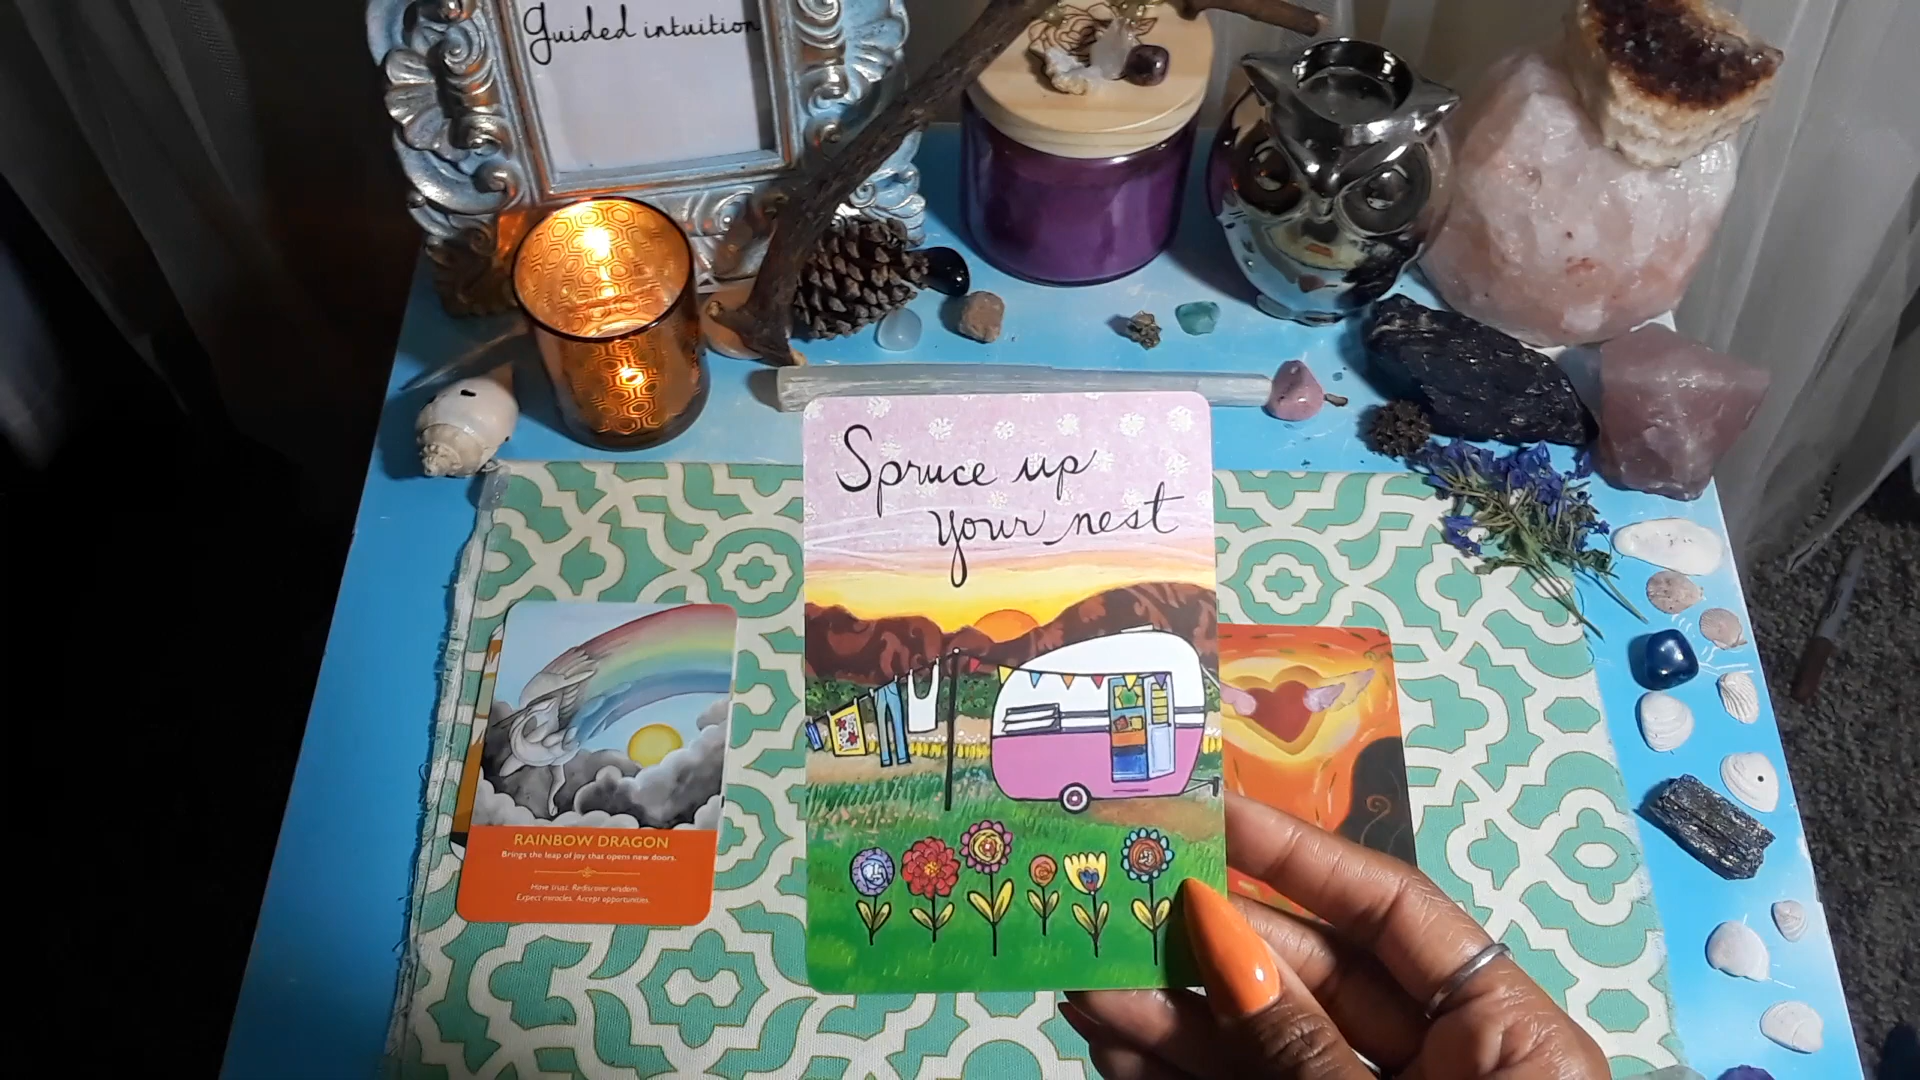 guided intuition
Spruce up
your nest
RAINBOW DRAGON
Brings the leap of joy that opens new doors.
Have trust. Rediscover wisdom.
Expect miracles. Accept opportunities.